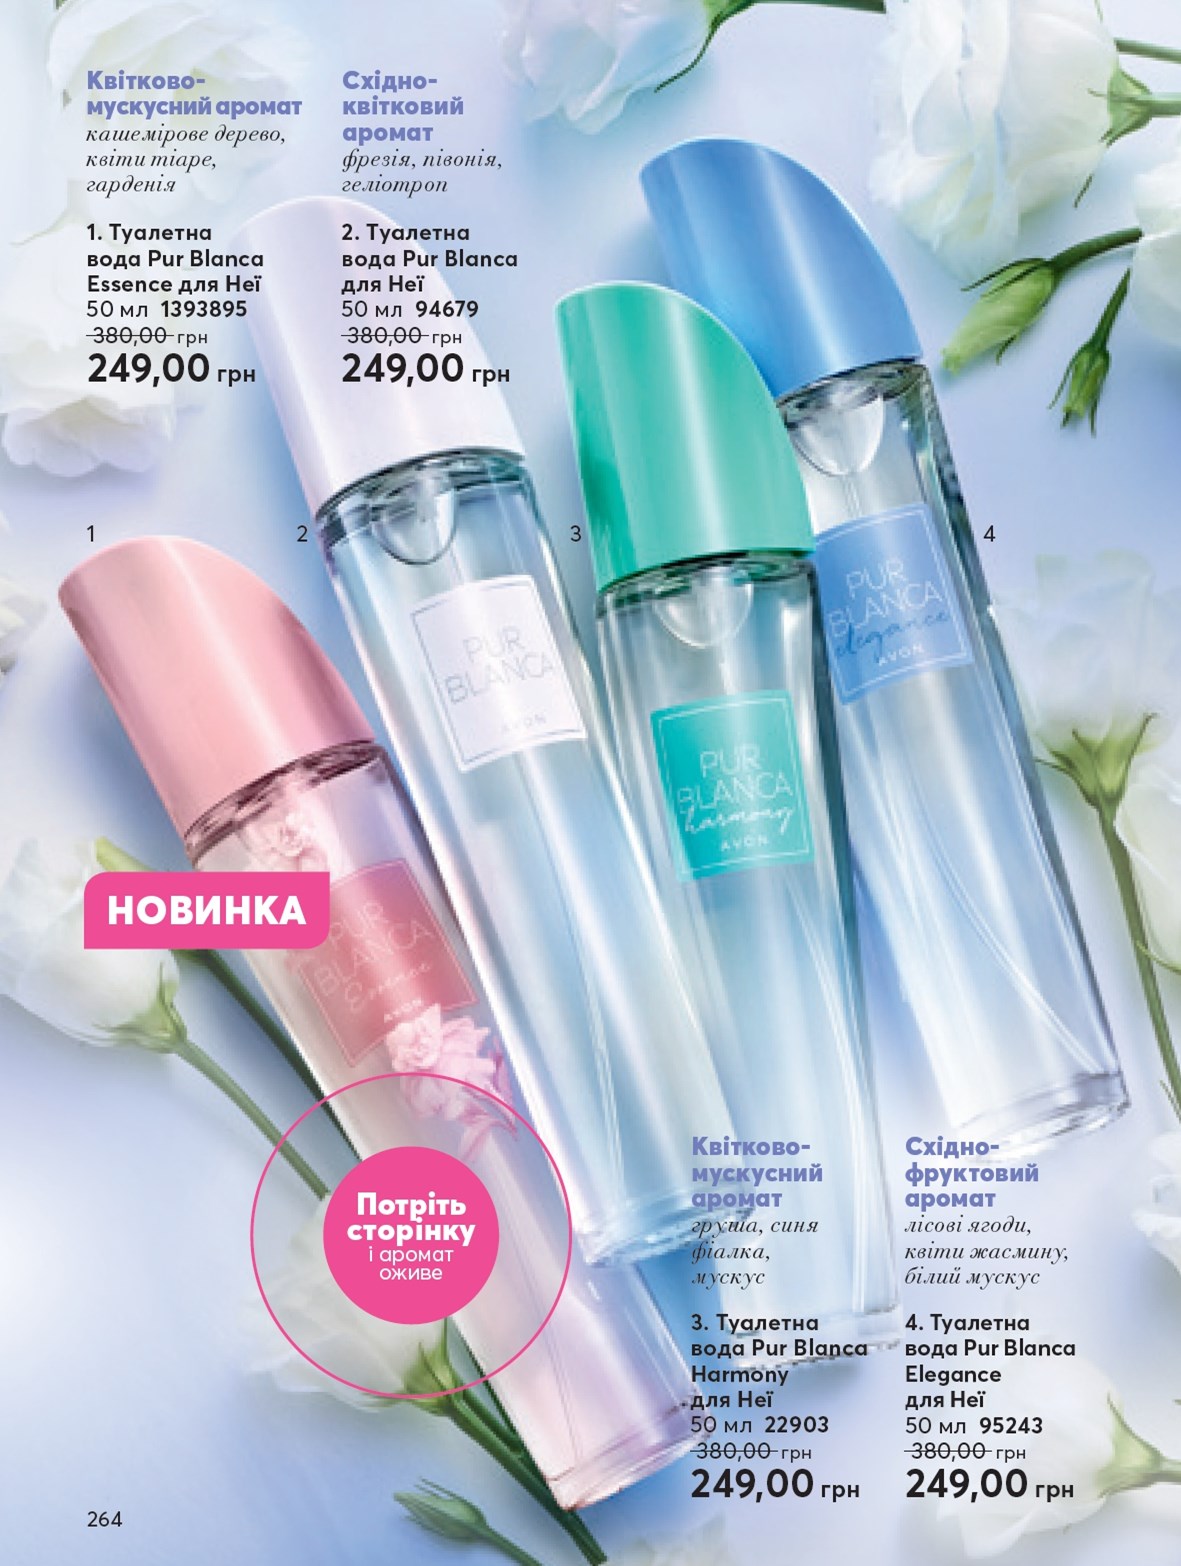 Квітково-
мускусний аромат
кашемірове дерево,
квіти тіаре,
гарденія
1. Туалетна
вода Pur Blanca
Essence для Неї
50 мл 1393895
380,00 грн
249,00 грн
Східно-
квітковий
аромат
фрезія, півонія,
геліотроп
2. Туалетна
вода Pur Blanca
для Неї
50 мл 94679
380,00 грн
249,00 грн
1
2
3
4
PUR
BLANCA
AVON
PUR
BLANCA
harmony
AVON
PUR
BLANCA
elegance
AVON
НОВИНКА
PUR
BLANCA
Essence
AVON
Потріть
сторінку
і аромат
оживе
Квітково-
мускусний
аромат
груша, синя
фіалка,
мускус
3. Туалетна
вода Pur Blanca
Harmony
для Неї
50 мл 22903
380,00 грн
249,00 грн
Східно-
фруктовий
аромат
лісові ягоди,
квіти жасмину,
білий мускус
4. Туалетна
вода Pur Blanca
Elegance
для Неї
50 мл 95243
380,00 грн
249,00 грн
264